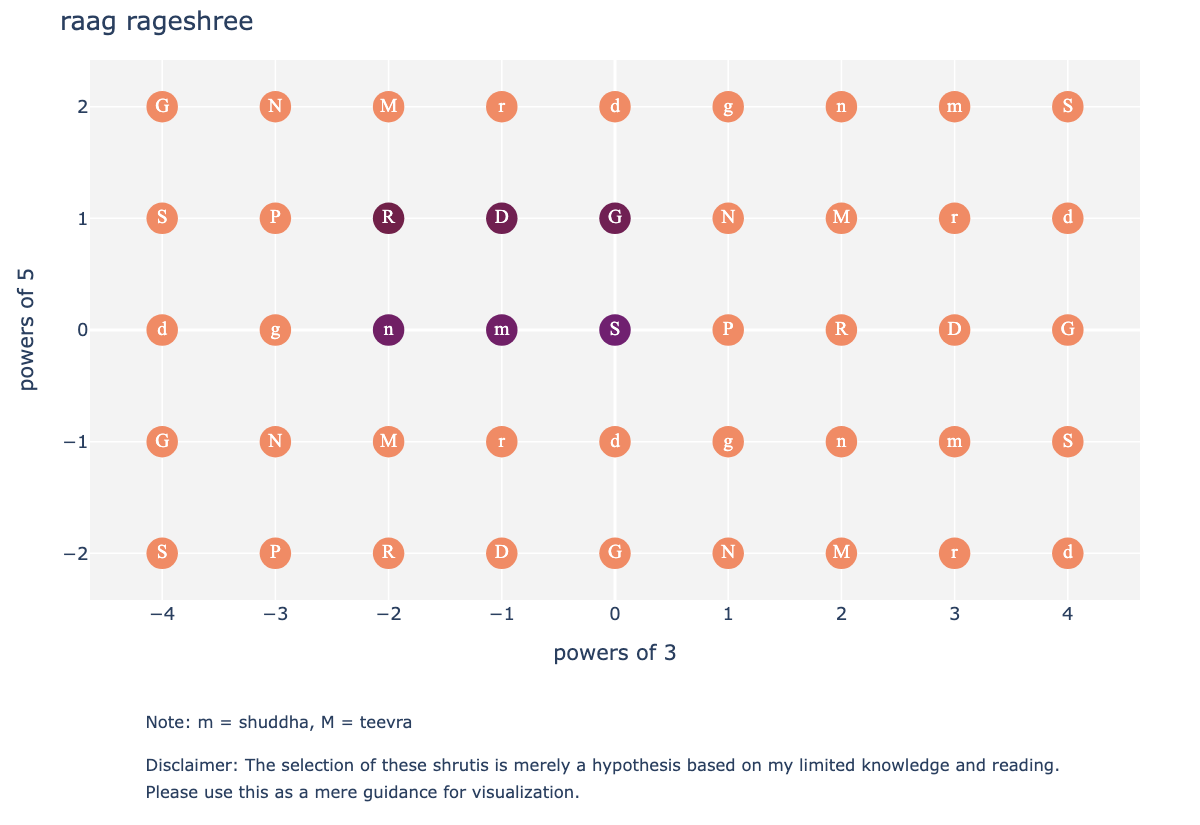 raag rageshree
2 G N M r d g n m S
1 S P R D G N M r d
0 d g n m S P R D G
−1 G N M r d g n m S
−2 S P R D G N M r d
powers of 5
−4 −3 −2 −1 0 1 2 3 4
powers of 3
Note: m = shuddha, M = teevra
Disclaimer: The selection of these shrutis is merely a hypothesis based on my limited knowledge and reading.
Please use this as a mere guidance for visualization.